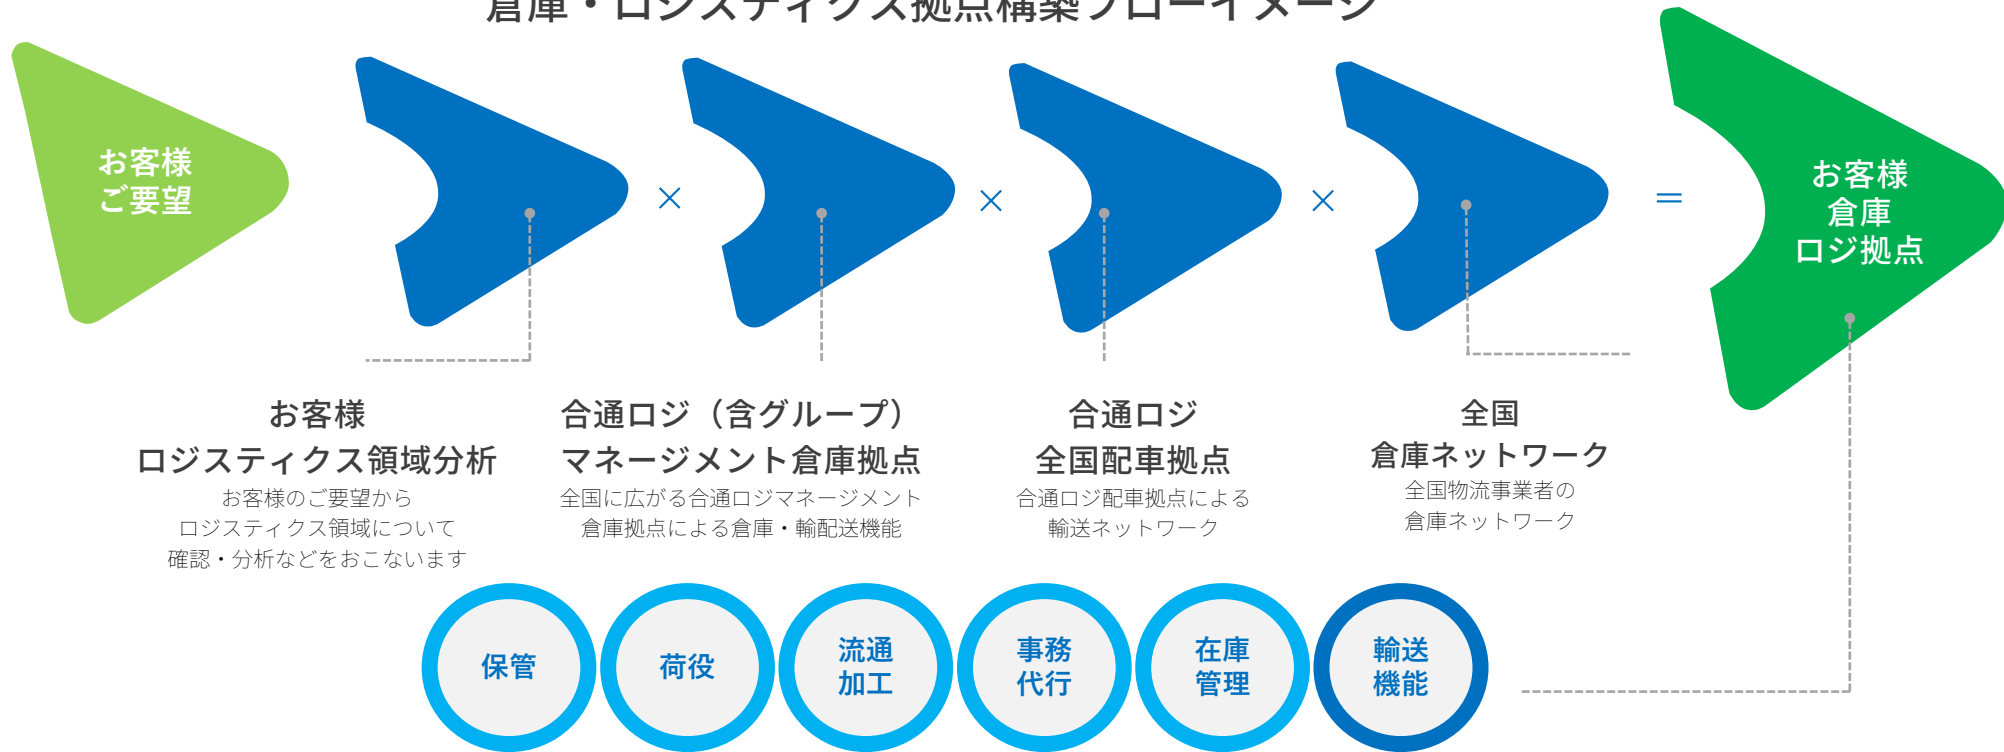 倉庫・ロジスティクス拠点構築フローイメージ
お客様
ご要望
×
×
×
＝
お客様
倉庫
ロジ拠点
お客様
ロジスティクス領域分析
お客様のご要望から
ロジスティクス領域について
確認・分析などをおこないます
合通ロジ（含グループ）
マネージメント倉庫拠点
全国に広がる合通ロジマネージメント
倉庫拠点による倉庫・輸配送機能
合通ロジ
全国配車拠点
合通ロジ配車拠点による
輸送ネットワーク
全国
倉庫ネットワーク
全国物流事業者の
倉庫ネットワーク
保管
荷役
流通
加工
事務
代行
在庫
管理
輸送
機能